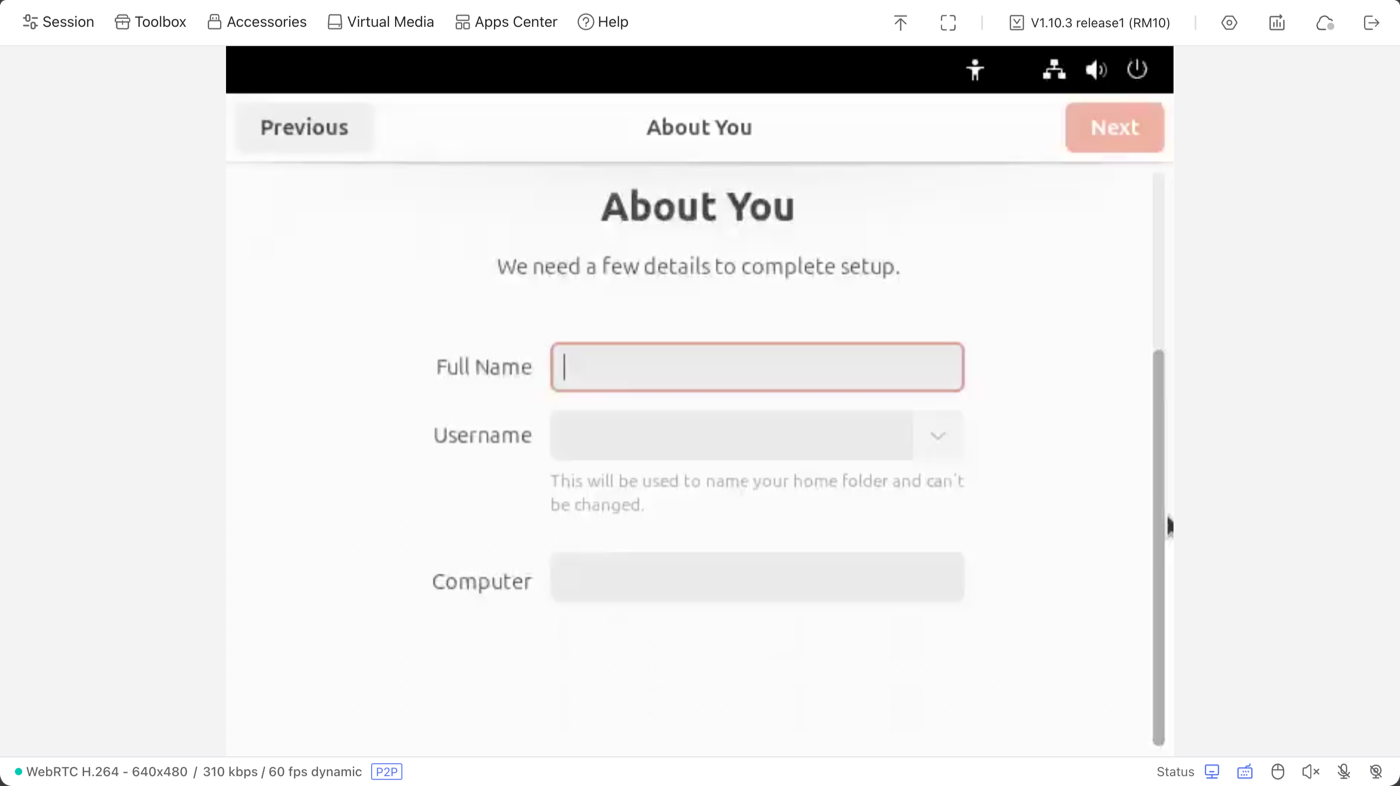 Session Toolbox Accessories Virtual Media Apps Center Help V1.10.3 release1 (RM10)
Previous About You Next
About You
We need a few details to complete setup.
Full Name
Username
This will be used to name your home folder and can't
be changed.
Computer
WebRTC H.264 - 640x480 / 310 kbps / 60 fps dynamic P2P Status